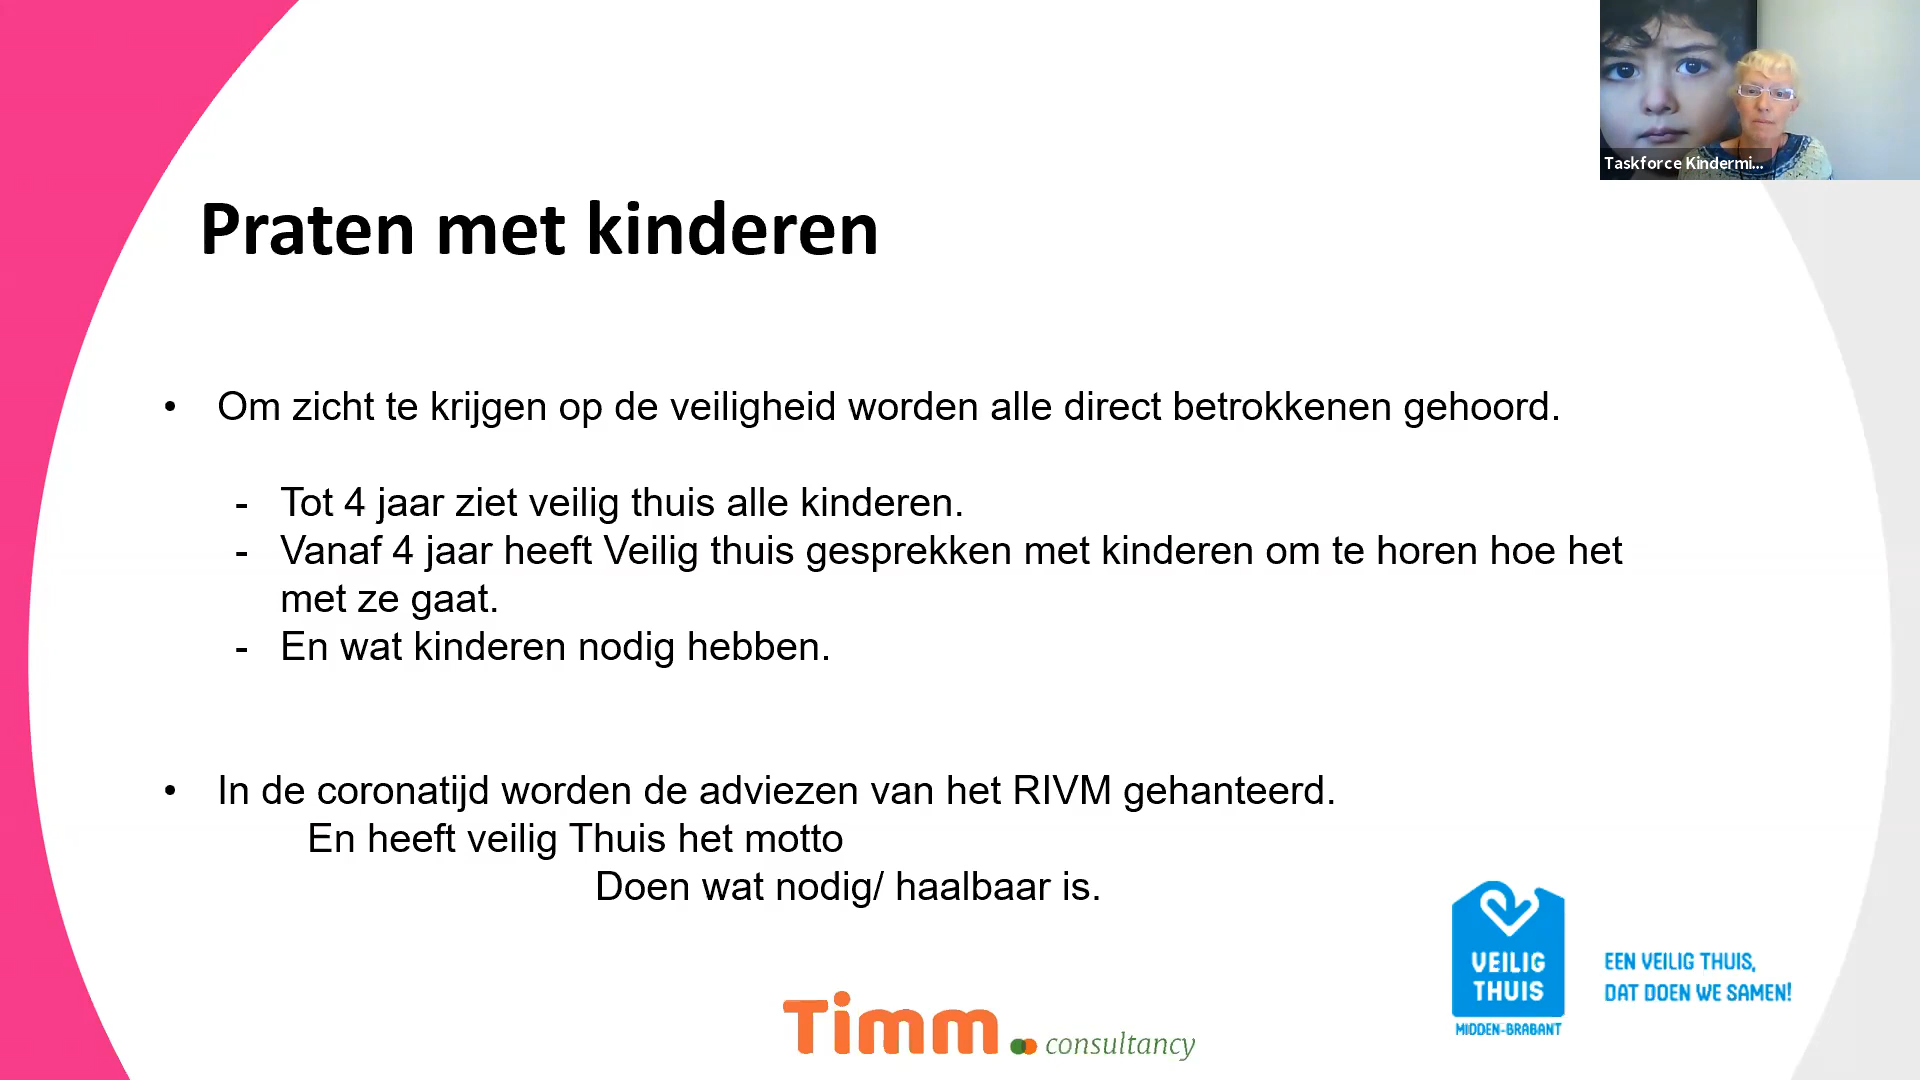 Taskforce Kindermi...
Praten met kinderen
• Om zicht te krijgen op de veiligheid worden alle direct betrokkenen gehoord.
- Tot 4 jaar ziet veilig thuis alle kinderen.
- Vanaf 4 jaar heeft Veilig thuis gesprekken met kinderen om te horen hoe het
met ze gaat.
- En wat kinderen nodig hebben.
• In de coronatijd worden de adviezen van het RIVM gehanteerd.
En heeft veilig Thuis het motto
Doen wat nodig/ haalbaar is.
VEILIG
THUIS
MIDDEN-BRABANT
EEN VEILIG THUIS,
DAT DOEN WE SAMEN!
Timm consultancy